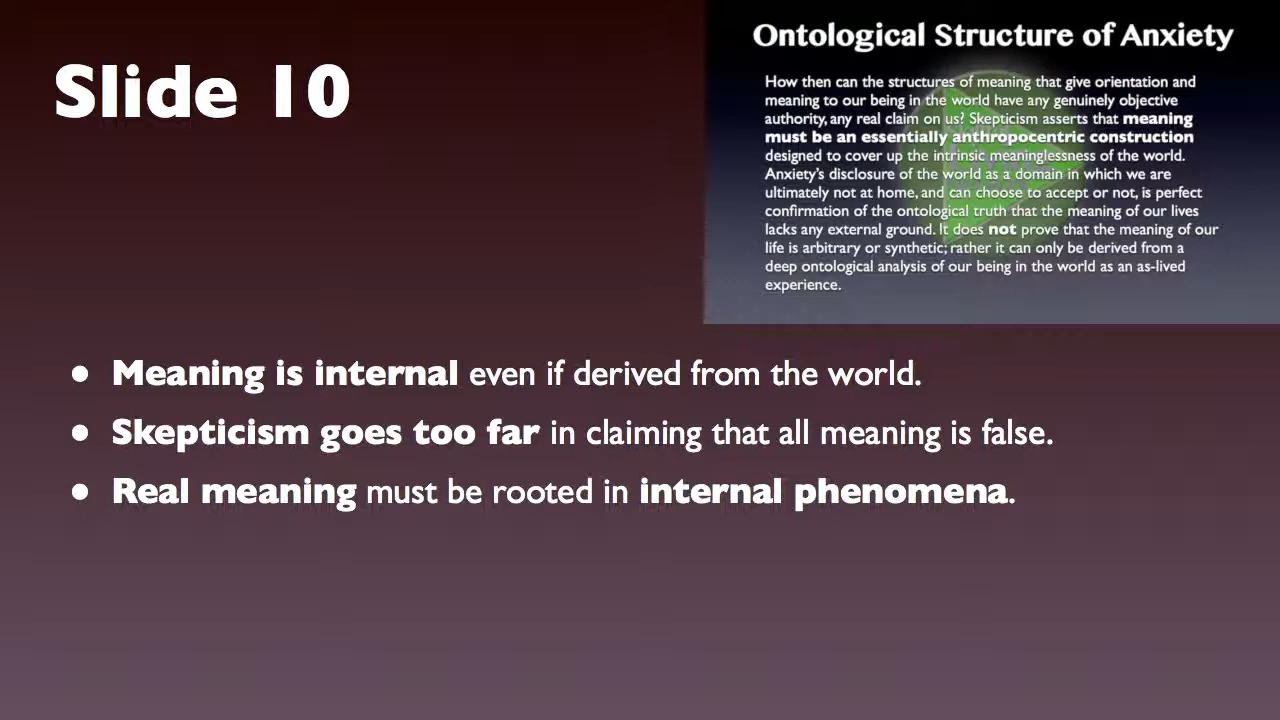 Slide 10
Ontological Structure of Anxiety
How then can the structures of meaning that give orientation and
meaning to our being in the world have any genuinely objective
authority, any real claim on us? Skepticism asserts that meaning
must be an essentially anthropocentric construction
designed to cover up the intrinsic meaninglessness of the world.
Anxiety's disclosure of the world as a domain in which we are
ultimately not at home, and can choose to accept or not, is perfect
confirmation of the ontological truth that the meaning of our lives
lacks any external ground. It does not prove that the meaning of our
life is arbitrary or synthetic; rather it can only be derived from a
deep ontological analysis of our being in the world as an as-lived
experience.
• Meaning is internal even if derived from the world.
• Skepticism goes too far in claiming that all meaning is false.
• Real meaning must be rooted in internal phenomena.